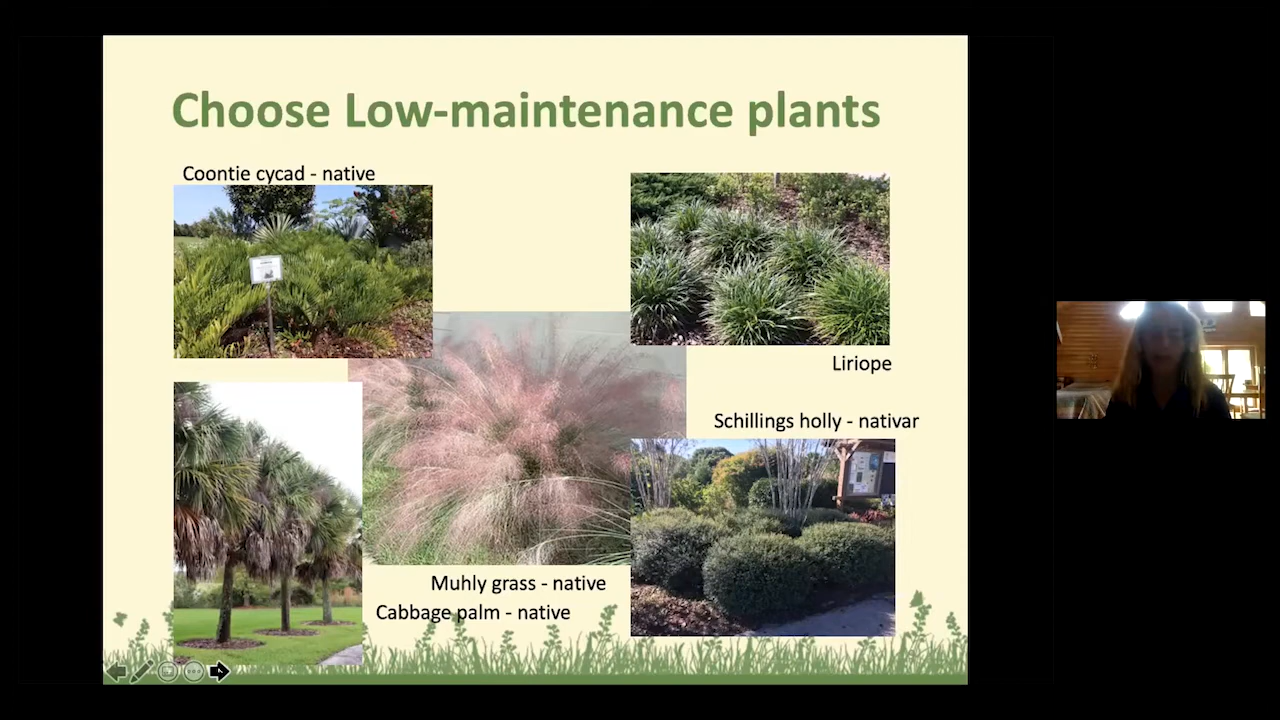 Choose Low-maintenance plants
Coontie cycad - native
Liriope
Schillings holly - nativar
Muhly grass - native
Cabbage palm - native